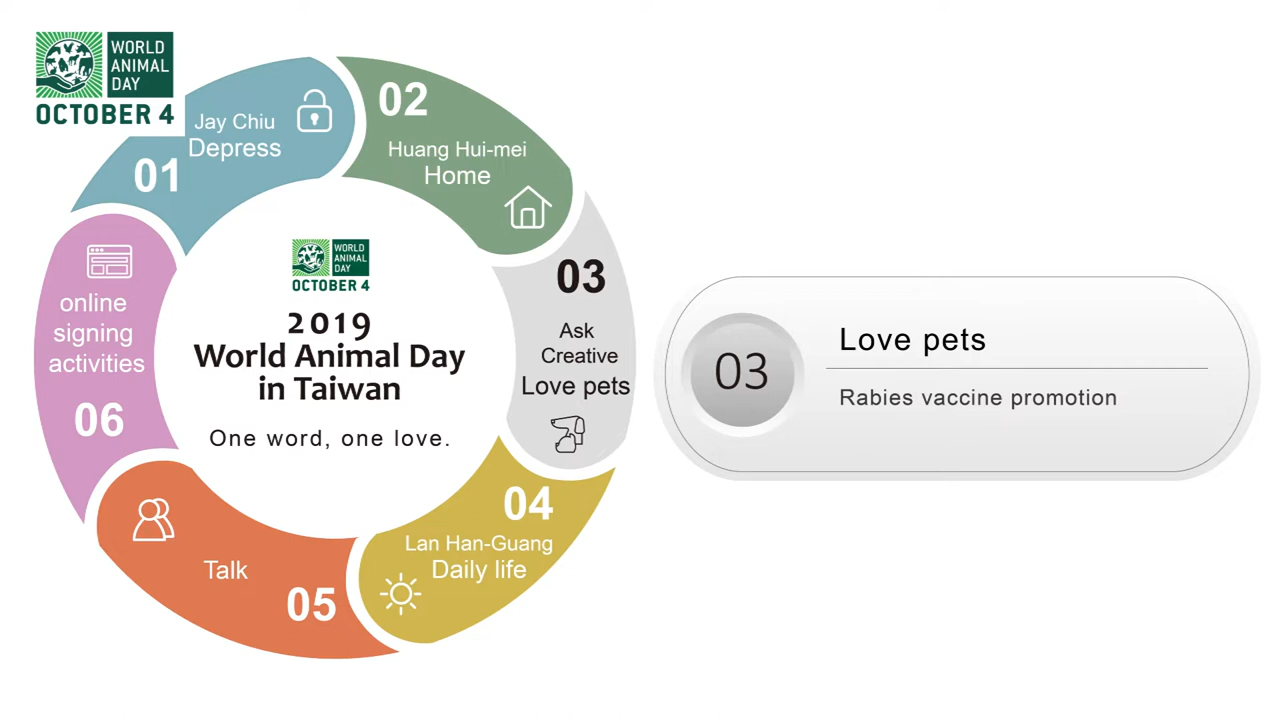 WORLD
ANIMAL
DAY
OCTOBER 4
01
Jay Chiu
Depress
02
Huang Hui-mei
Home
03
Ask
Creative
Love pets
04
Lan Han-Guang
Daily life
05
Talk
06
online
signing
activities
WORLD
ANIMAL
DAY
OCTOBER 4
2019
World Animal Day
in Taiwan
One word, one love.
03
Love pets
Rabies vaccine promotion